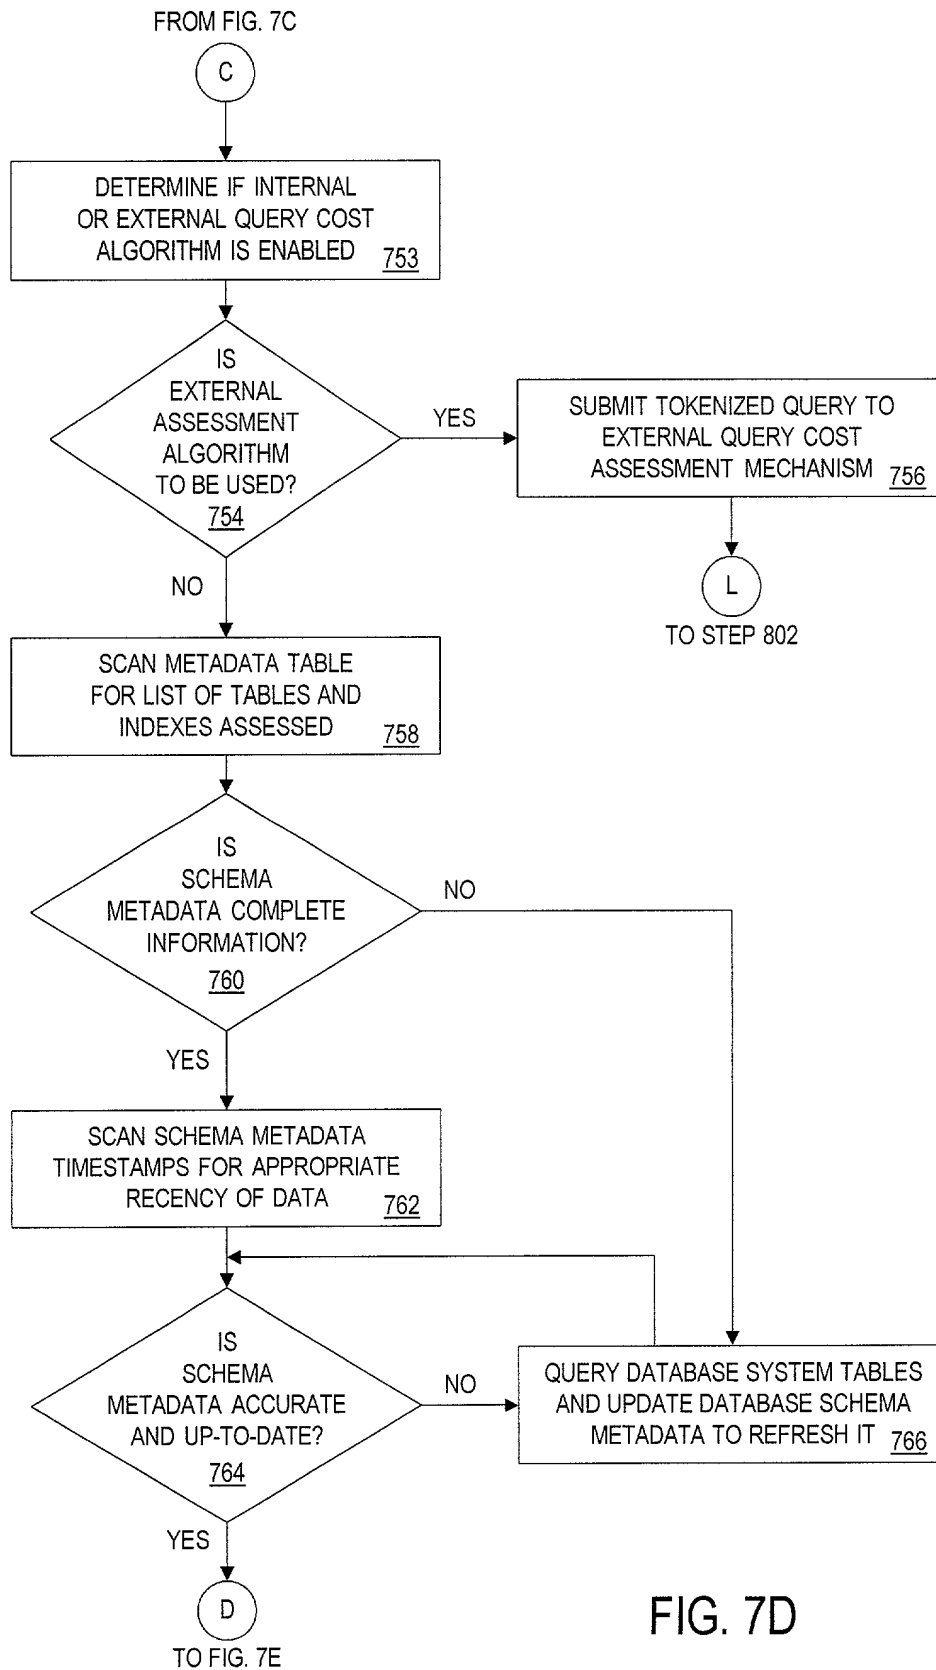 FROM FIG. 7C
C
DETERMINE IF INTERNAL
OR EXTERNAL QUERY COST
ALGORITHM IS ENABLED 753
IS
EXTERNAL
ASSESSMENT
ALGORITHM
TO BE USED?
754
YES
SUBMIT TOKENIZED QUERY TO
EXTERNAL QUERY COST
ASSESSMENT MECHANISM 756
L
TO STEP 802
NO
SCAN METADATA TABLE
FOR LIST OF TABLES AND
INDEXES ASSESSED 758
IS
SCHEMA
METADATA COMPLETE
INFORMATION?
760
NO
YES
SCAN SCHEMA METADATA
TIMESTAMPS FOR APPROPRIATE
RECENCY OF DATA 762
IS
SCHEMA
METADATA ACCURATE
AND UP-TO-DATE?
764
NO
QUERY DATABASE SYSTEM TABLES
AND UPDATE DATABASE SCHEMA
METADATA TO REFRESH IT 766
YES
D
TO FIG. 7E
FIG. 7D